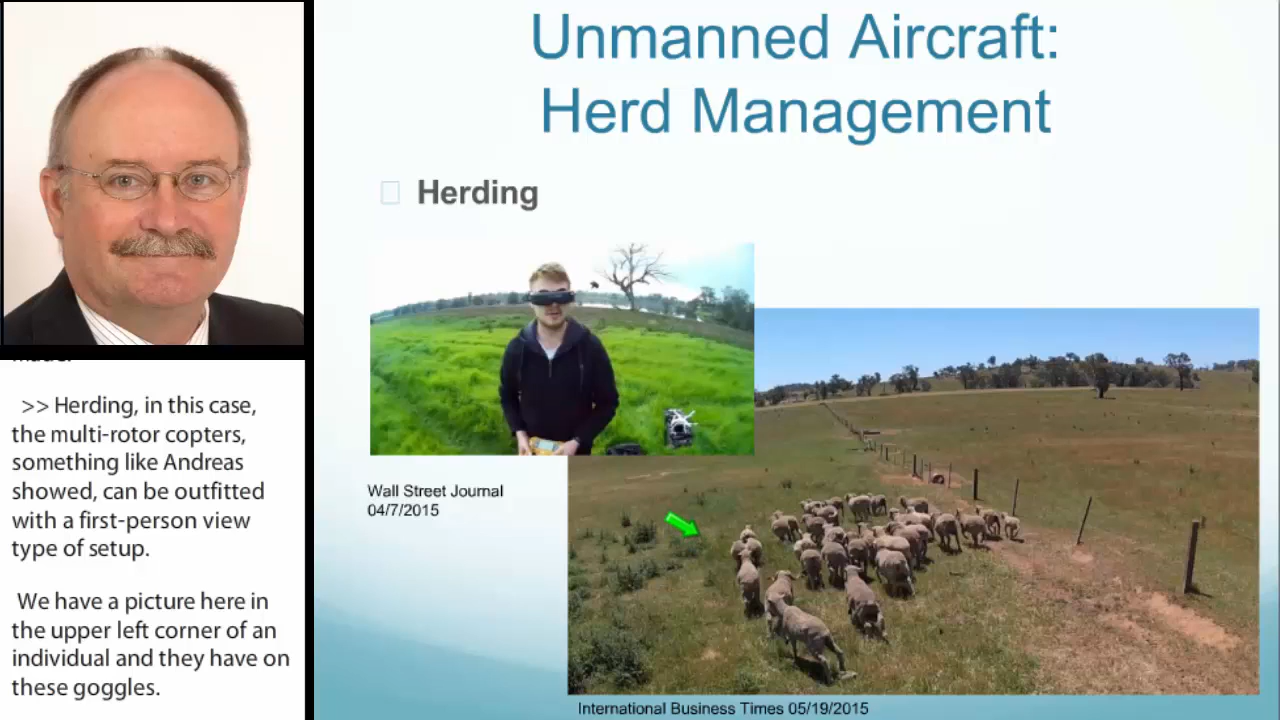 Unmanned Aircraft:
Herd Management
Herding
Wall Street Journal
04/7/2015
International Business Times 05/19/2015
>> Herding, in this case,
the multi-rotor copters,
something like Andreas
showed, can be outfitted
with a first-person view
type of setup.
We have a picture here in
the upper left corner of an
individual and they have on
these goggles.